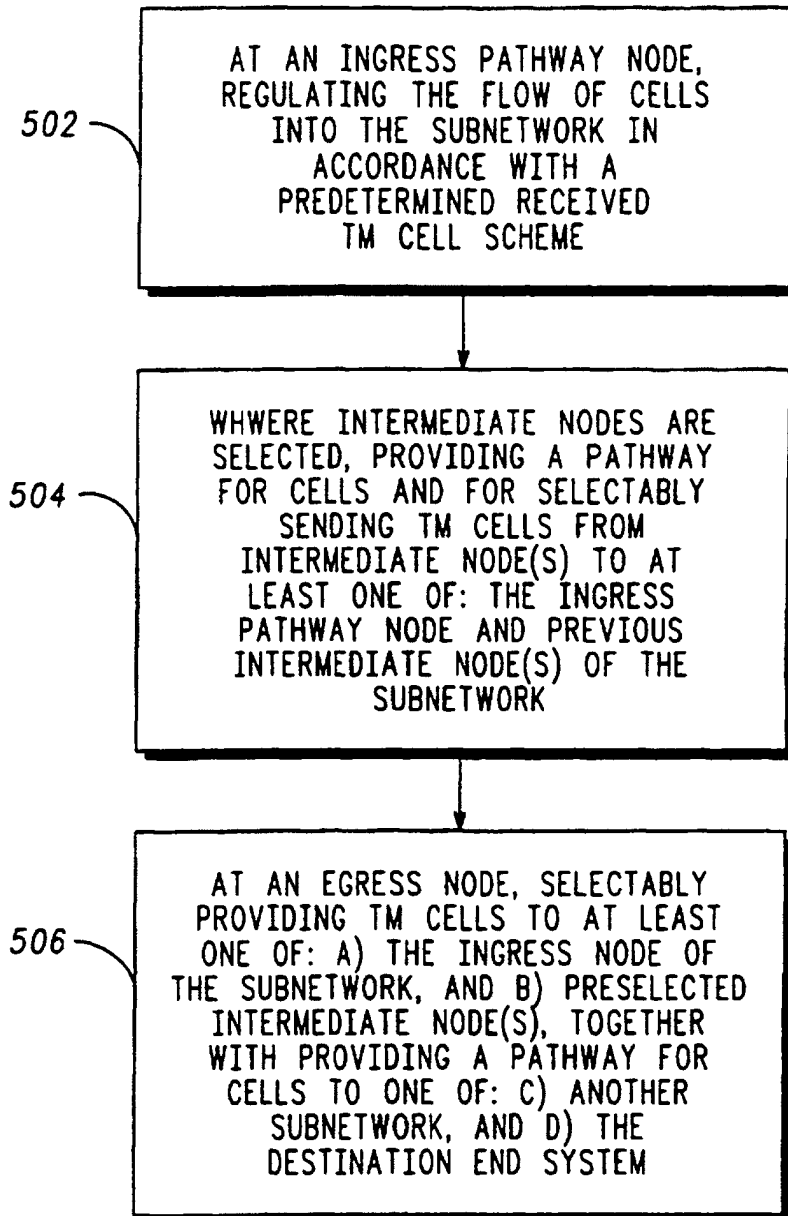 502
AT AN INGRESS PATHWAY NODE,
REGULATING THE FLOW OF CELLS
INTO THE SUBNETWORK IN
ACCORDANCE WITH A
PREDETERMINED RECEIVED
TM CELL SCHEME
504
WHWERE INTERMEDIATE NODES ARE
SELECTED, PROVIDING A PATHWAY
FOR CELLS AND FOR SELECTABLY
SENDING TM CELLS FROM
INTERMEDIATE NODE(S) TO AT
LEAST ONE OF: THE INGRESS
PATHWAY NODE AND PREVIOUS
INTERMEDIATE NODE(S) OF THE
SUBNETWORK
506
AT AN EGRESS NODE, SELECTABLY
PROVIDING TM CELLS TO AT LEAST
ONE OF: A) THE INGRESS NODE OF
THE SUBNETWORK, AND B) PRESELECTED
INTERMEDIATE NODE(S), TOGETHER
WITH PROVIDING A PATHWAY FOR
CELLS TO ONE OF: C) ANOTHER
SUBNETWORK, AND D) THE
DESTINATION END SYSTEM